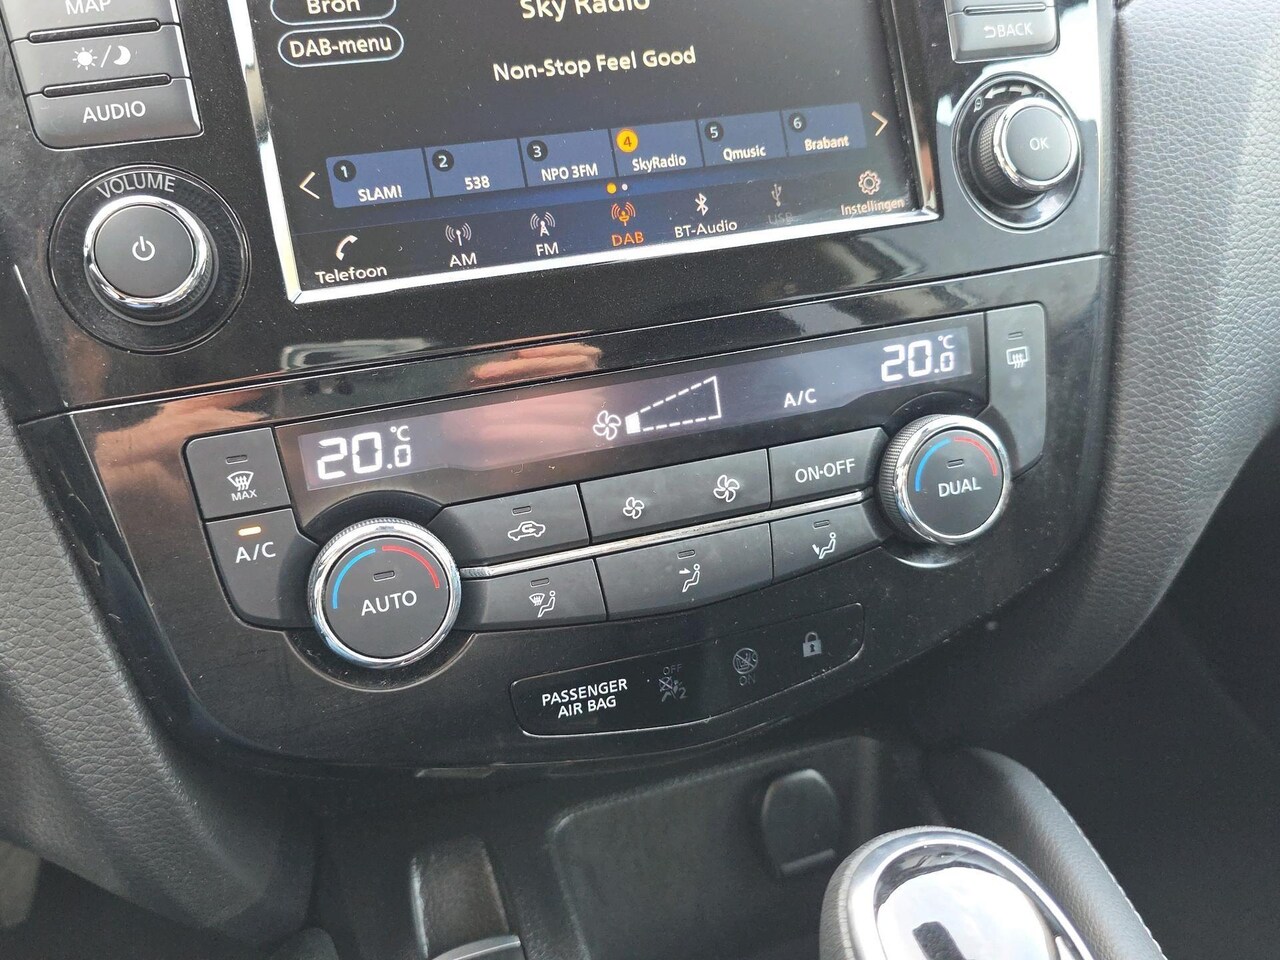 MAP
Bron
Sky Radio
BACK
DAB-menu
Non-Stop Feel Good
AUDIO
OK
1 SLAM!
2 538
3 NPO 3FM
4 SkyRadio
5 Qmusic
6 Brabant
VOLUME
Telefoon
AM
FM
DAB
BT-Audio
USB
Instellingen
20.0 °C
A/C
20.0 °C
MAX
ON·OFF
A/C
DUAL
AUTO
PASSENGER
AIR BAG
OFF
2
ON